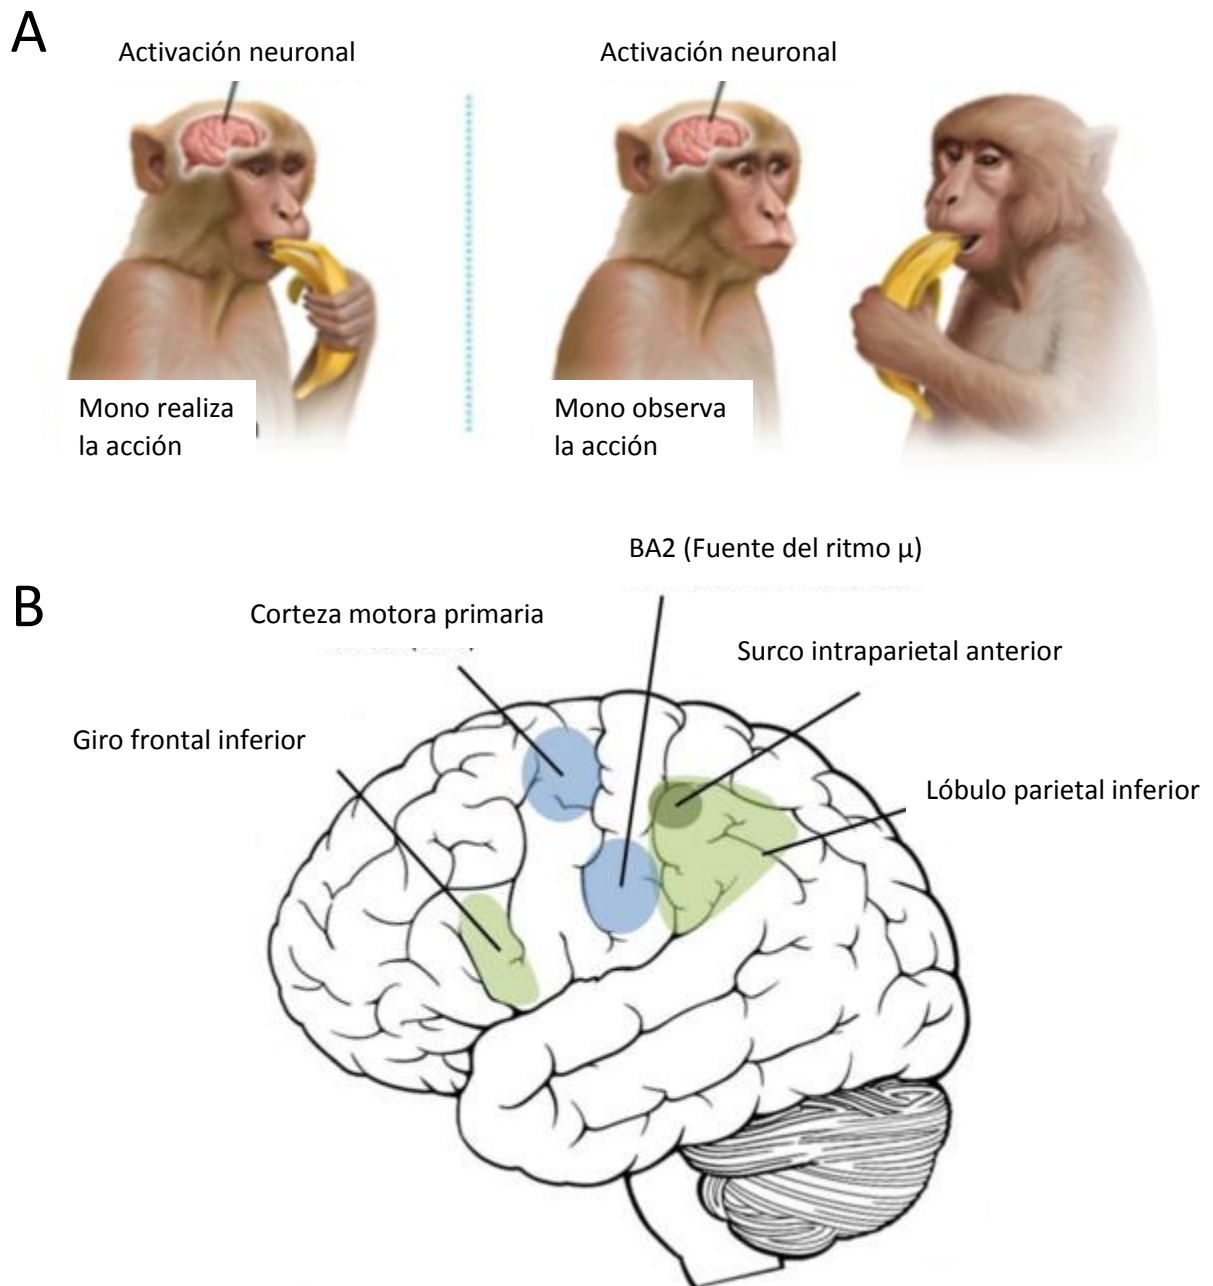 A
Activación neuronal
Activación neuronal
Mono realiza
la acción
Mono observa
la acción
B
BA2 (Fuente del ritmo µ)
Corteza motora primaria
Surco intraparietal anterior
Giro frontal inferior
Lóbulo parietal inferior